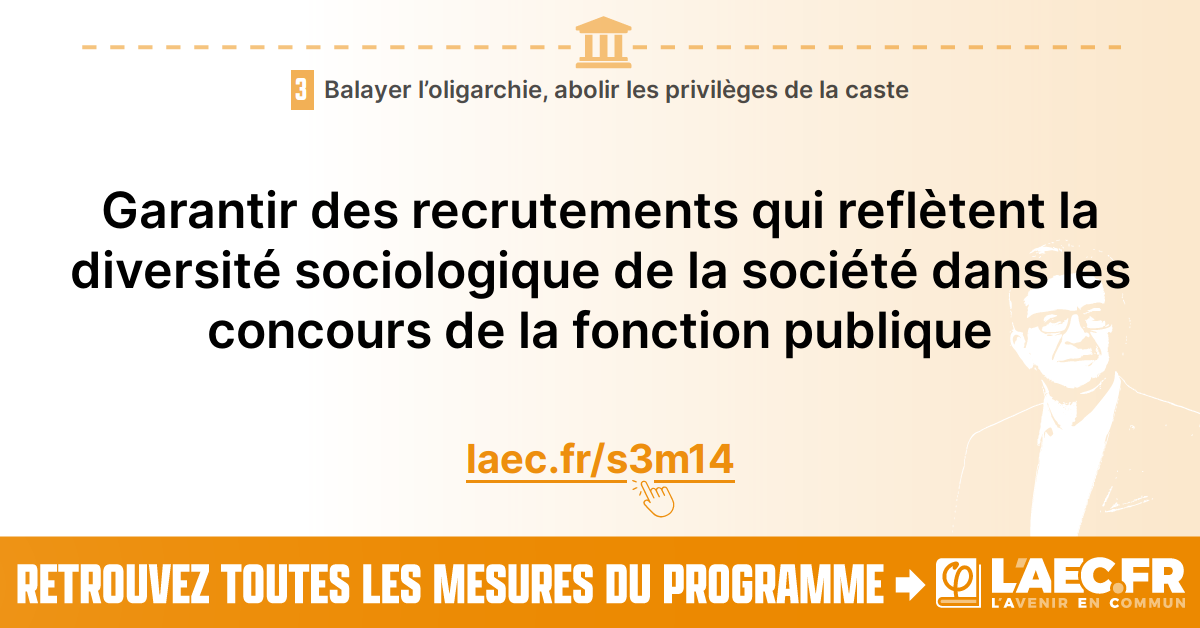 3 Balayer l’oligarchie, abolir les privilèges de la caste
Garantir des recrutements qui reflètent la
diversité sociologique de la société dans les
concours de la fonction publique
laec.fr/s3m14
RETROUVEZ TOUTES LES MESURES DU PROGRAMME
φ L'AEC.FR
L'AVENIR EN COMMUN